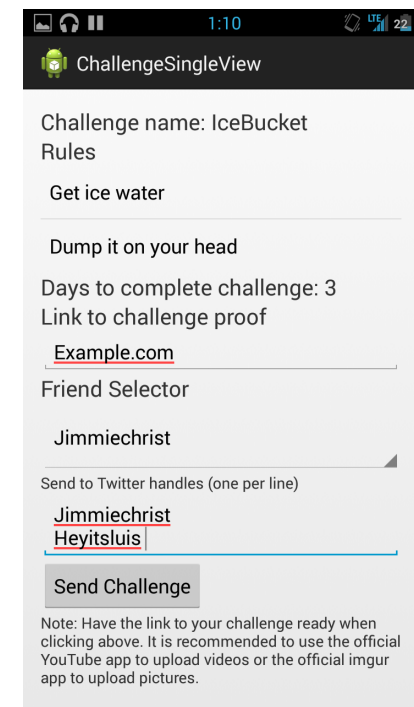 1:10 LTE 22
ChallengeSingleView
Challenge name: IceBucket
Rules
Get ice water
Dump it on your head
Days to complete challenge: 3
Link to challenge proof
Example.com
Friend Selector
Jimmiechrist
Send to Twitter handles (one per line)
Jimmiechrist
Heyitsluis
Send Challenge
Note: Have the link to your challenge ready when
clicking above. It is recommended to use the official
YouTube app to upload videos or the official imgur
app to upload pictures.